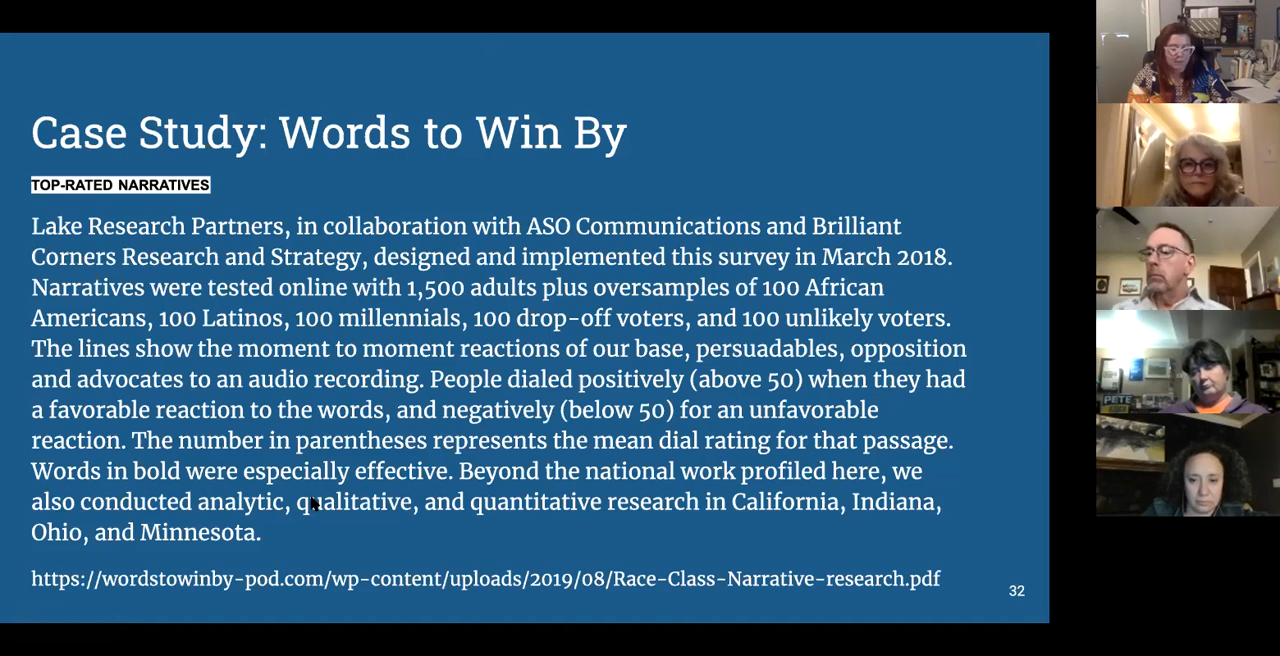 Case Study: Words to Win By
TOP-RATED NARRATIVES
Lake Research Partners, in collaboration with ASO Communications and Brilliant
Corners Research and Strategy, designed and implemented this survey in March 2018.
Narratives were tested online with 1,500 adults plus oversamples of 100 African
Americans, 100 Latinos, 100 millennials, 100 drop-off voters, and 100 unlikely voters.
The lines show the moment to moment reactions of our base, persuadables, opposition
and advocates to an audio recording. People dialed positively (above 50) when they had
a favorable reaction to the words, and negatively (below 50) for an unfavorable
reaction. The number in parentheses represents the mean dial rating for that passage.
Words in bold were especially effective. Beyond the national work profiled here, we
also conducted analytic, qualitative, and quantitative research in California, Indiana,
Ohio, and Minnesota.
https://wordstowinby-pod.com/wp-content/uploads/2019/08/Race-Class-Narrative-research.pdf
32
PETE